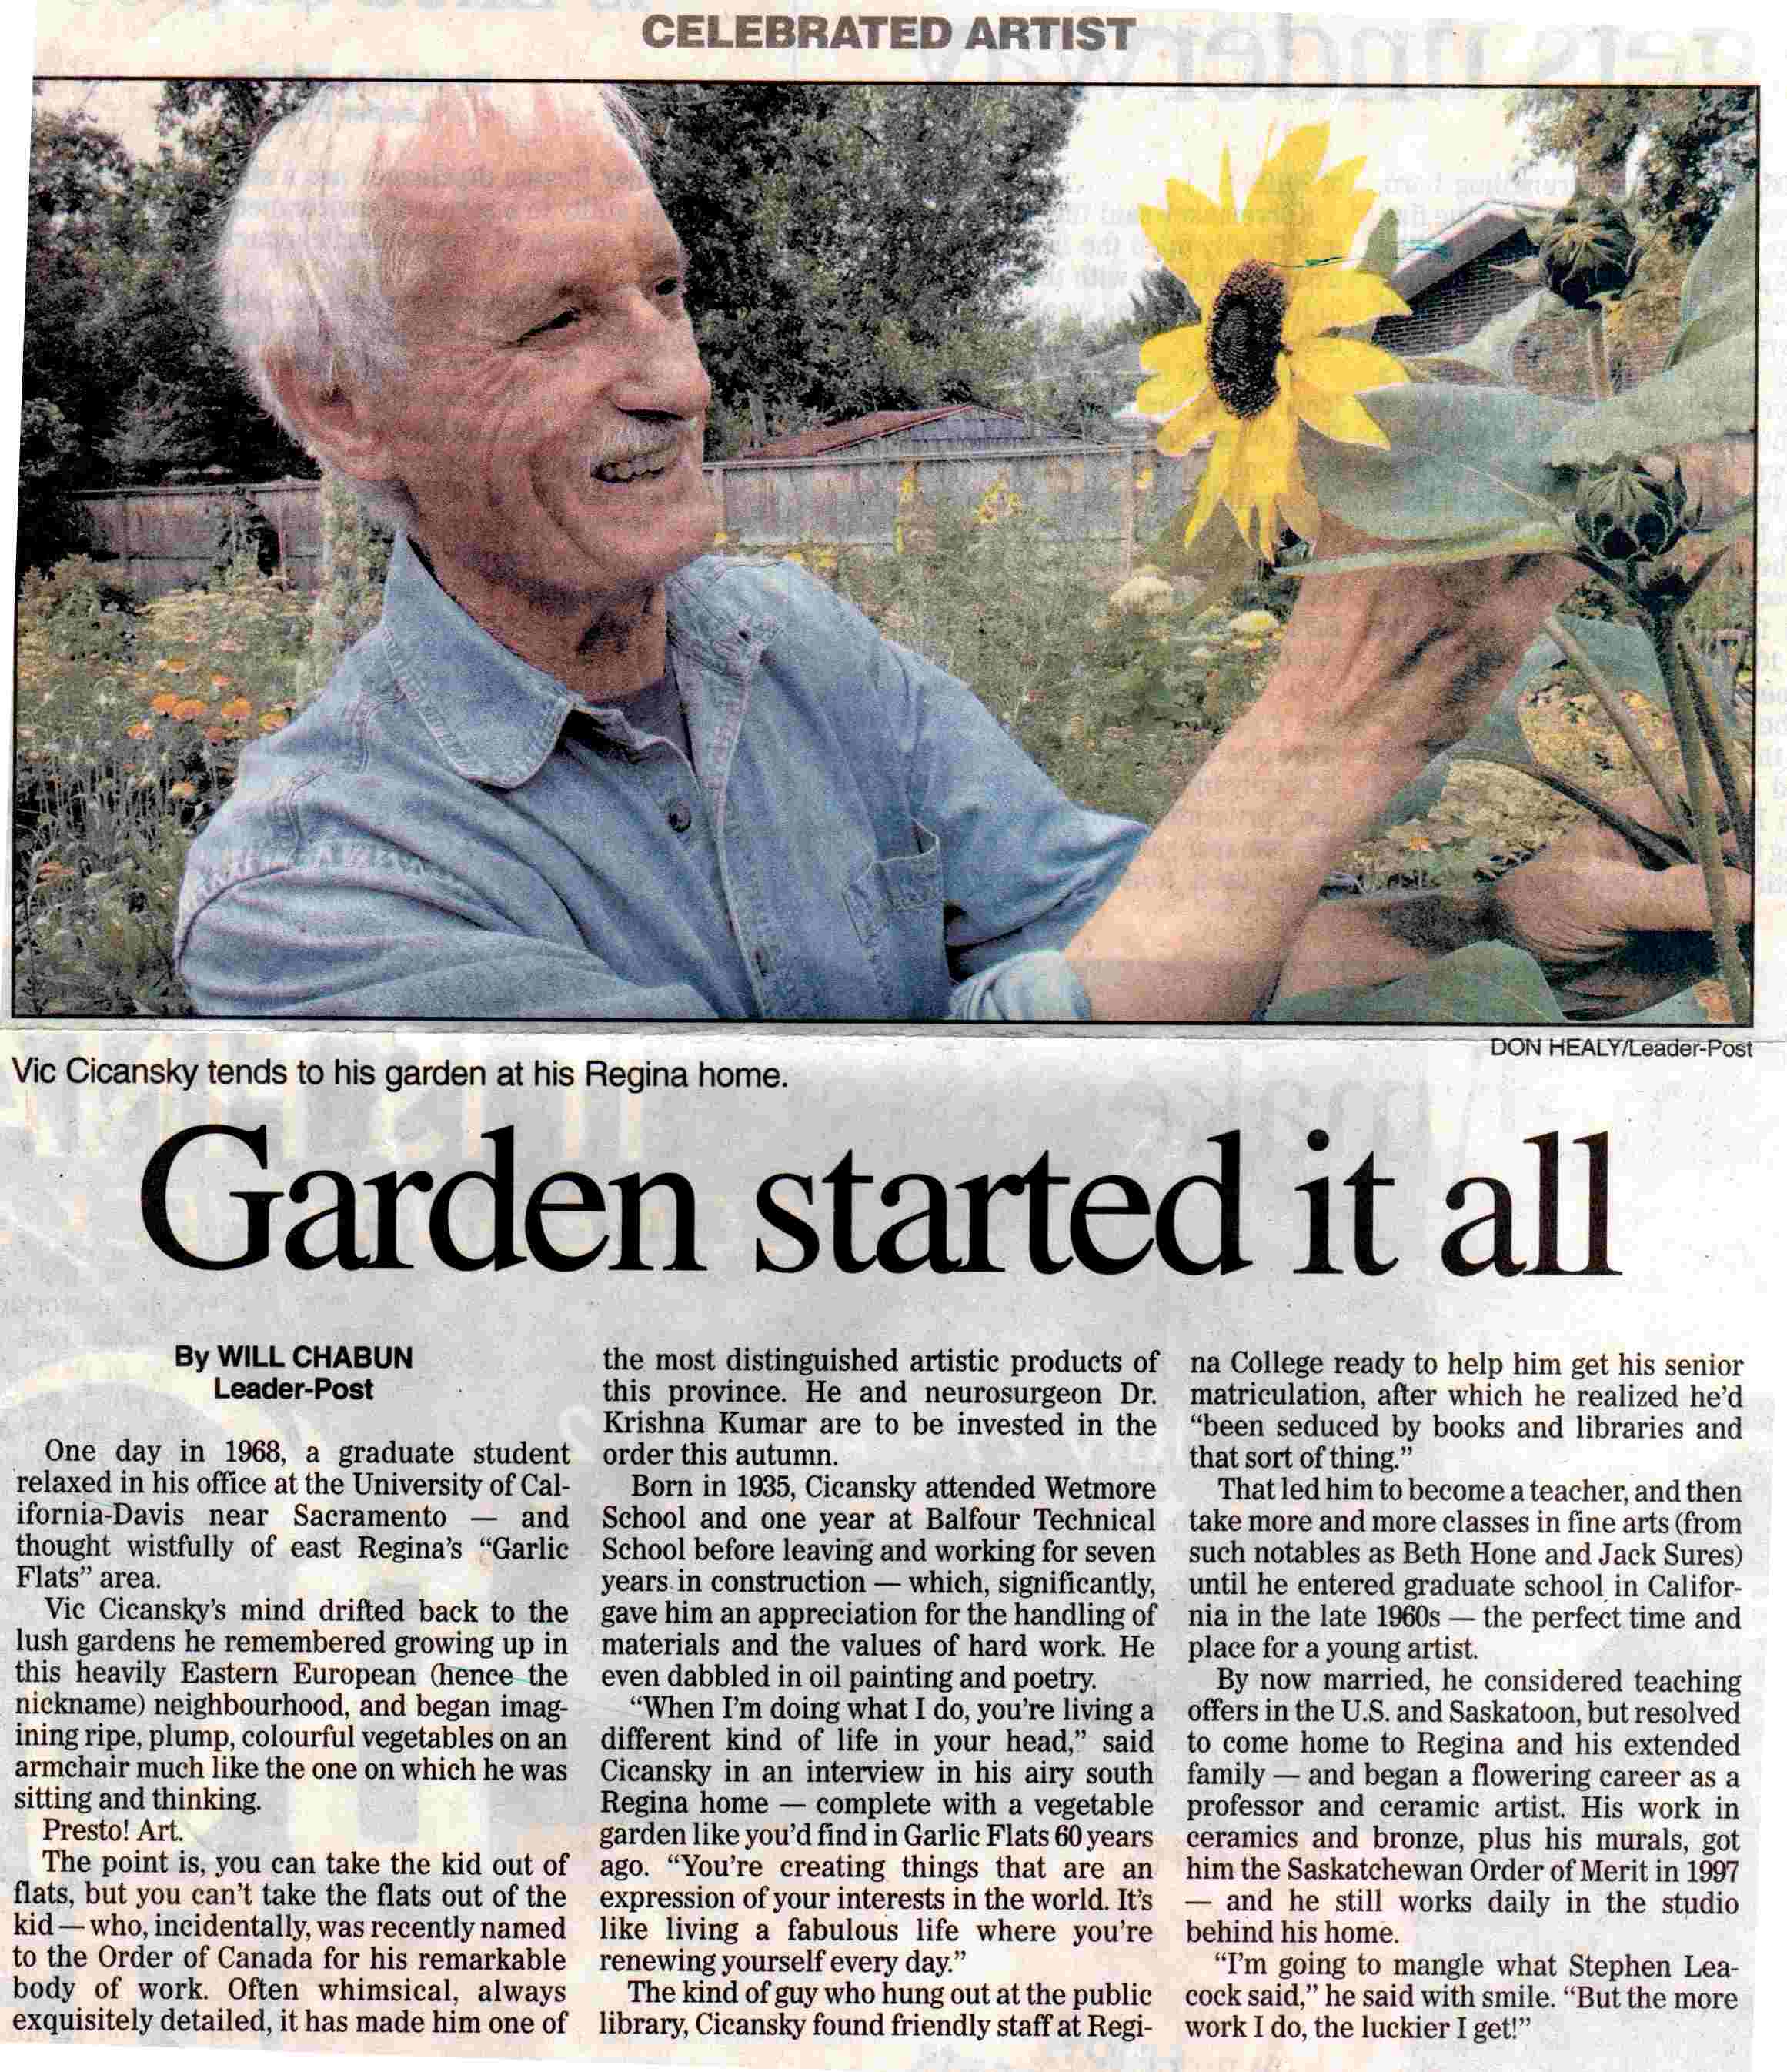 CELEBRATED ARTIST
DON HEALY/Leader-Post
Vic Cicansky tends to his garden at his Regina home.
Garden started it all
By WILL CHABUN
Leader-Post
One day in 1968, a graduate student
relaxed in his office at the University of Cal-
ifornia-Davis near Sacramento — and
thought wistfully of east Regina's “Garlic
Flats” area.
Vic Cicansky's mind drifted back to the
lush gardens he remembered growing up in
this heavily Eastern European (hence the
nickname) neighbourhood, and began imag-
ining ripe, plump, colourful vegetables on an
armchair much like the one on which he was
sitting and thinking.
Presto! Art.
The point is, you can take the kid out of
flats, but you can't take the flats out of the
kid — who, incidentally, was recently named
to the Order of Canada for his remarkable
body of work. Often whimsical, always
exquisitely detailed, it has made him one of
the most distinguished artistic products of
this province. He and neurosurgeon Dr.
Krishna Kumar are to be invested in the
order this autumn.
Born in 1935, Cicansky attended Wetmore
School and one year at Balfour Technical
School before leaving and working for seven
years in construction — which, significantly,
gave him an appreciation for the handling of
materials and the values of hard work. He
even dabbled in oil painting and poetry.
“When I'm doing what I do, you're living a
different kind of life in your head,” said
Cicansky in an interview in his airy south
Regina home — complete with a vegetable
garden like you'd find in Garlic Flats 60 years
ago. “You're creating things that are an
expression of your interests in the world. It's
like living a fabulous life where you're
renewing yourself every day.”
The kind of guy who hung out at the public
library, Cicansky found friendly staff at Regi-
na College ready to help him get his senior
matriculation, after which he realized he'd
“been seduced by books and libraries and
that sort of thing.”
That led him to become a teacher, and then
take more and more classes in fine arts (from
such notables as Beth Hone and Jack Sures)
until he entered graduate school in Califor-
nia in the late 1960s — the perfect time and
place for a young artist.
By now married, he considered teaching
offers in the U.S. and Saskatoon, but resolved
to come home to Regina and his extended
family — and began a flowering career as a
professor and ceramic artist. His work in
ceramics and bronze, plus his murals, got
him the Saskatchewan Order of Merit in 1997
— and he still works daily in the studio
behind his home.
“I'm going to mangle what Stephen Lea-
cock said,” he said with smile. “But the more
work I do, the luckier I get!”